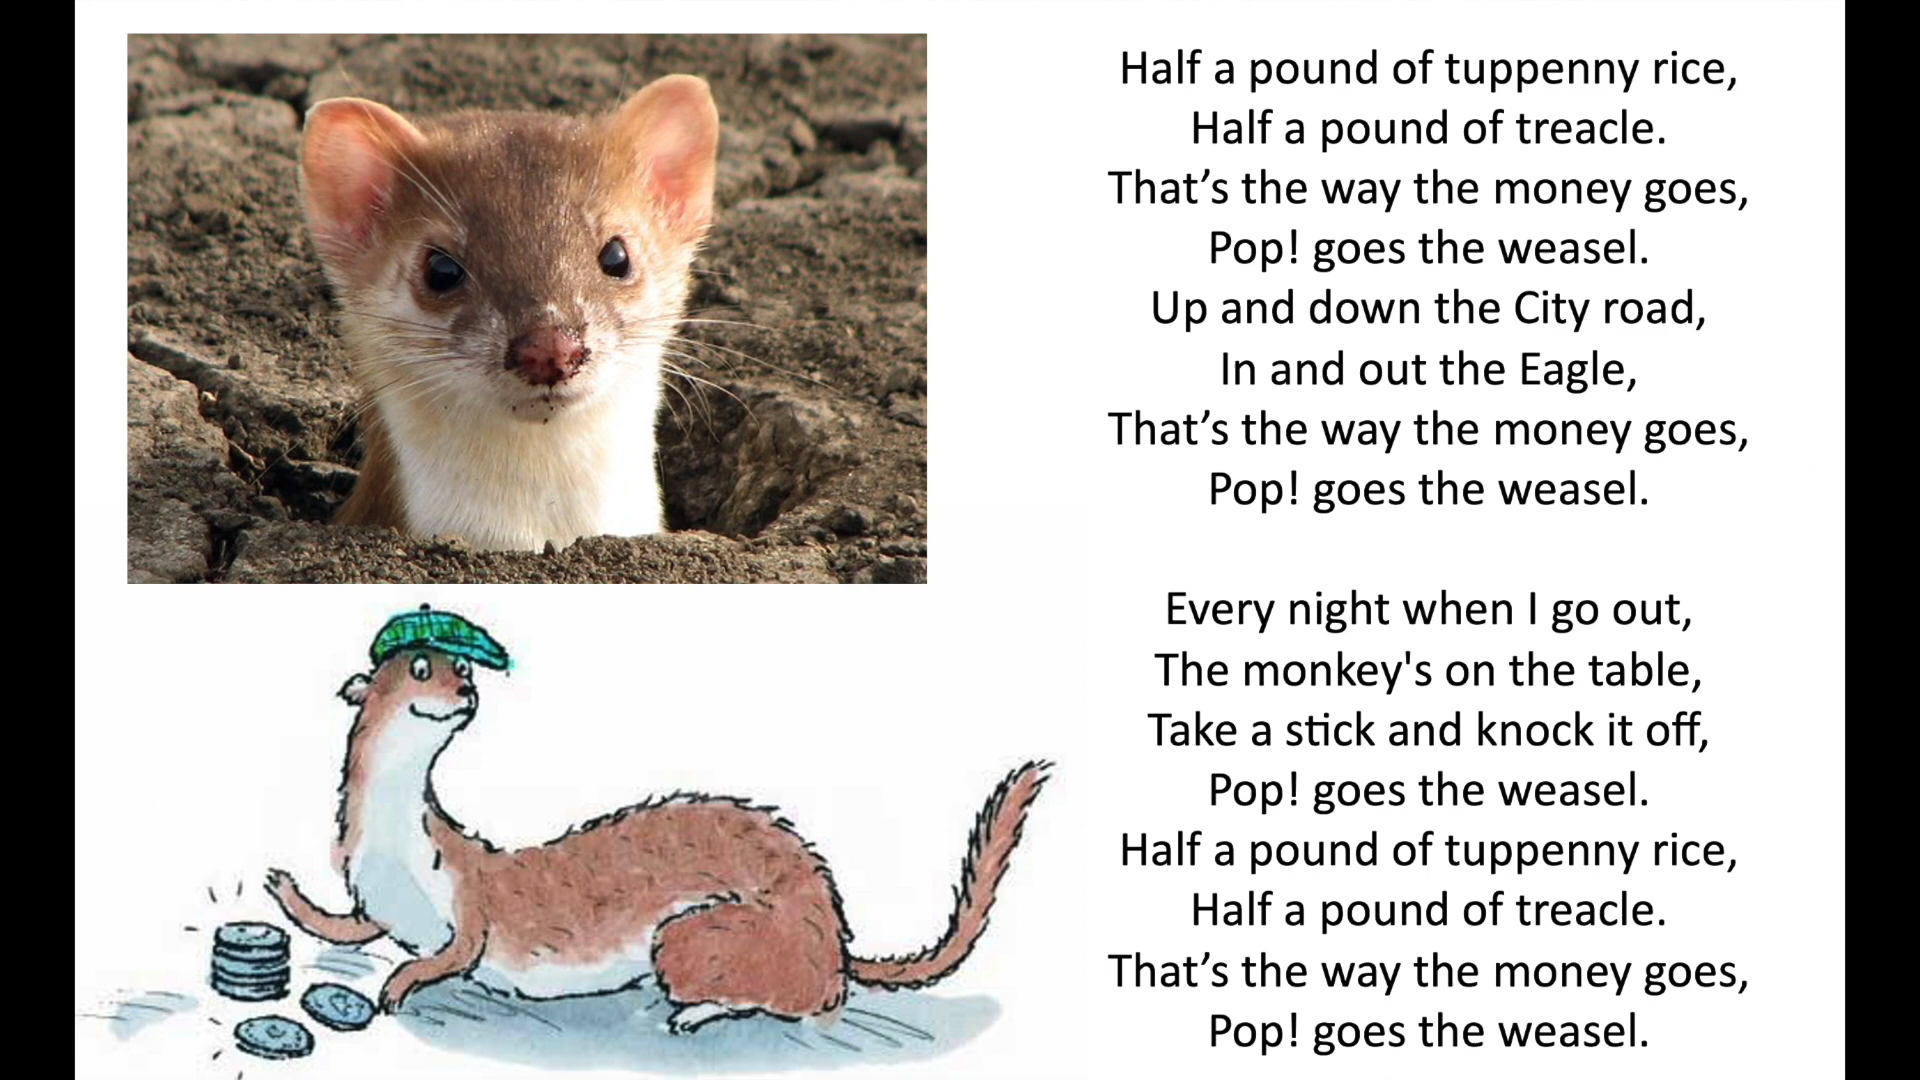 Half a pound of tuppenny rice,
Half a pound of treacle.
That’s the way the money goes,
Pop! goes the weasel.
Up and down the City road,
In and out the Eagle,
That’s the way the money goes,
Pop! goes the weasel.
Every night when I go out,
The monkey's on the table,
Take a stick and knock it off,
Pop! goes the weasel.
Half a pound of tuppenny rice,
Half a pound of treacle.
That’s the way the money goes,
Pop! goes the weasel.